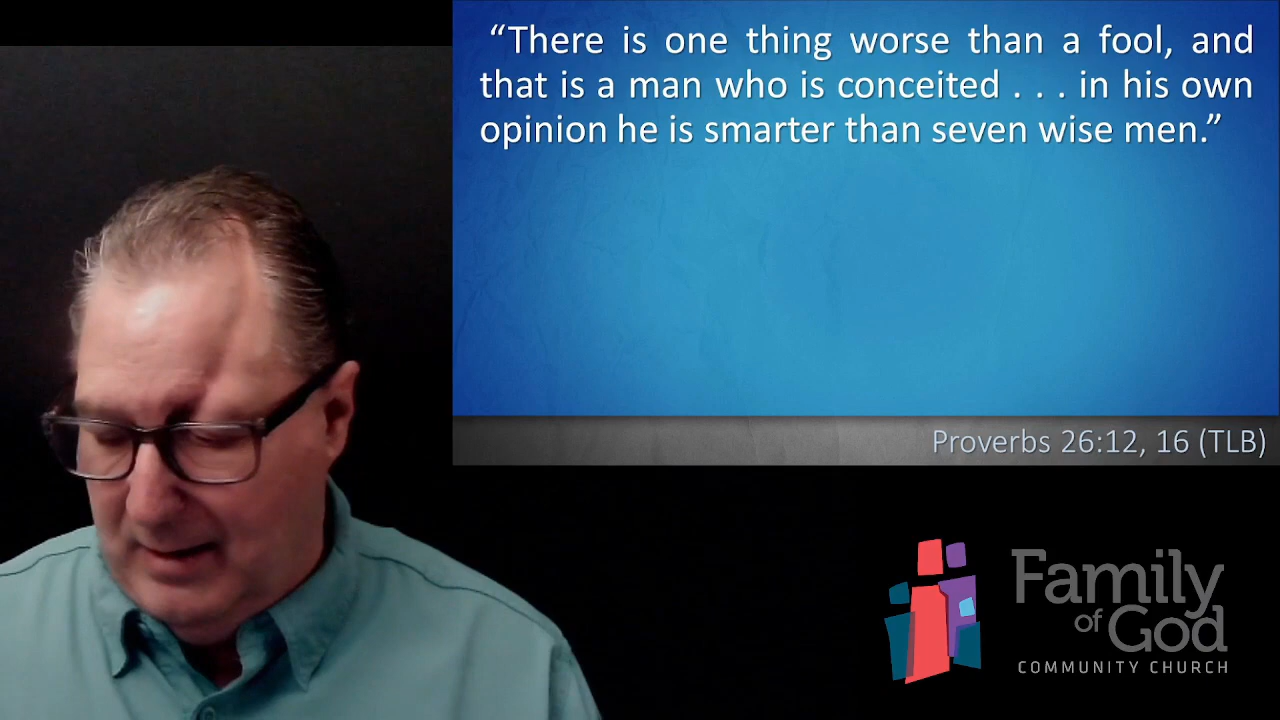 “There is one thing worse than a fool, and
that is a man who is conceited . . . in his own
opinion he is smarter than seven wise men.”
Proverbs 26:12, 16 (TLB)
Family
of God
COMMUNITY CHURCH